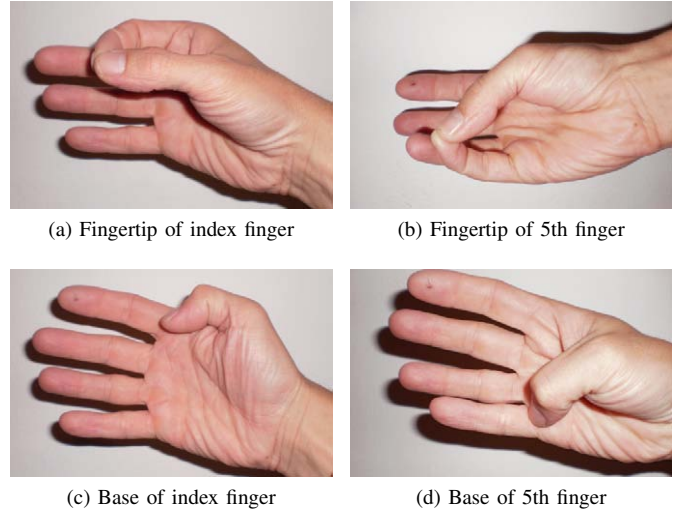 (a) Fingertip of index finger
(b) Fingertip of 5th finger
(c) Base of index finger
(d) Base of 5th finger